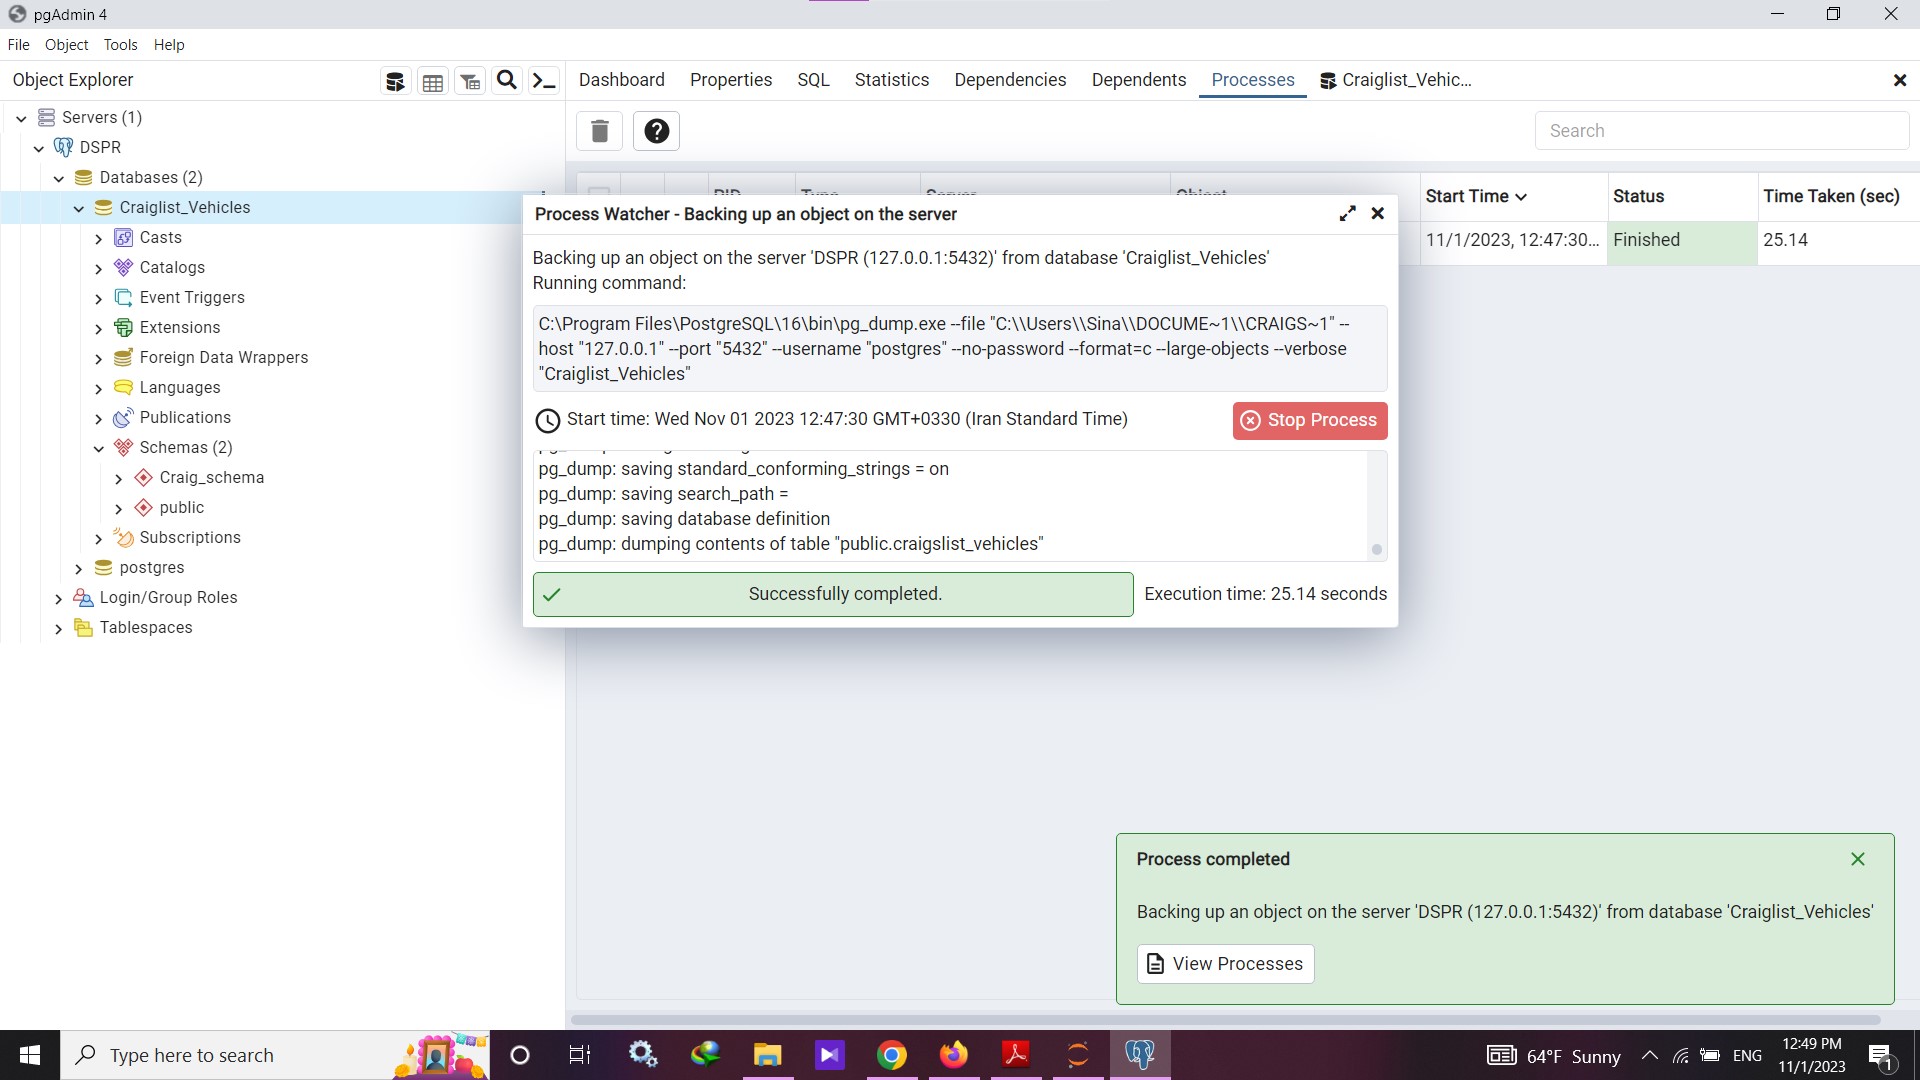 pgAdmin 4
File Object Tools Help
Object Explorer
Dashboard Properties SQL Statistics Dependencies Dependents Processes Craiglist_Vehic...
Servers (1)
DSPR
Databases (2)
Craiglist_Vehicles
Casts
Catalogs
Event Triggers
Extensions
Foreign Data Wrappers
Languages
Publications
Schemas (2)
Craig_schema
public
Subscriptions
postgres
Login/Group Roles
Tablespaces
Search
PID Type Server Object Start Time Status Time Taken (sec)
11/1/2023, 12:47:30... Finished 25.14
Process Watcher - Backing up an object on the server
Backing up an object on the server 'DSPR (127.0.0.1:5432)' from database 'Craiglist_Vehicles'
Running command:
C:\Program Files\PostgreSQL\16\bin\pg_dump.exe --file "C:\\Users\\Sina\\DOCUME~1\\CRAIGS~1" --
host "127.0.0.1" --port "5432" --username "postgres" --no-password --format=c --large-objects --verbose
"Craiglist_Vehicles"
Start time: Wed Nov 01 2023 12:47:30 GMT+0330 (Iran Standard Time)
Stop Process
pg_dump: saving standard_conforming_strings = on
pg_dump: saving search_path =
pg_dump: saving database definition
pg_dump: dumping contents of table "public.craigslist_vehicles"
Successfully completed.
Execution time: 25.14 seconds
Process completed
Backing up an object on the server 'DSPR (127.0.0.1:5432)' from database 'Craiglist_Vehicles'
View Processes
Type here to search
64°F Sunny
ENG
12:49 PM
11/1/2023
1